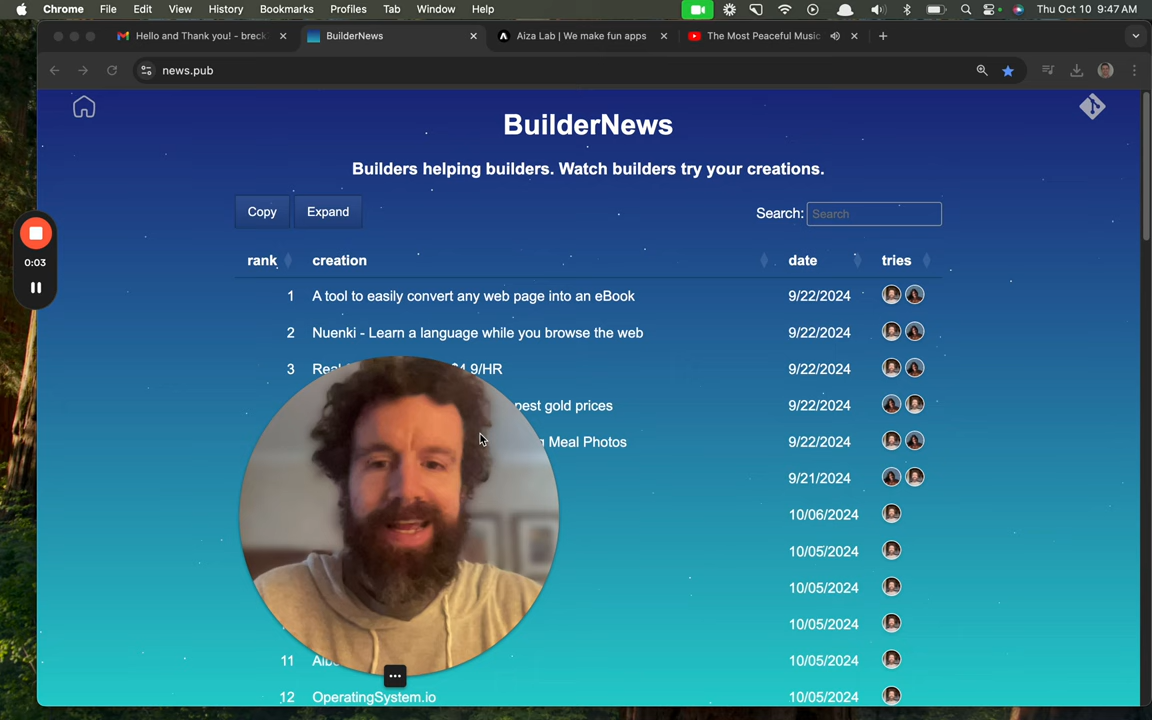 Chrome File Edit View History Bookmarks Profiles Tab Window Help Thu Oct 10 9:47 AM
Hello and Thank you! - breck
BuilderNews
Aiza Lab | We make fun apps
The Most Peaceful Music
news.pub
BuilderNews
Builders helping builders. Watch builders try your creations.
Copy Expand Search: Search
0:03
rank creation date tries
1 A tool to easily convert any web page into an eBook 9/22/2024
2 Nuenki - Learn a language while you browse the web 9/22/2024
3 9/HR 9/22/2024
pest gold prices 9/22/2024
Meal Photos 9/22/2024
9/21/2024
10/06/2024
10/05/2024
10/05/2024
10/05/2024
11 10/05/2024
12 OperatingSystem.io 10/05/2024